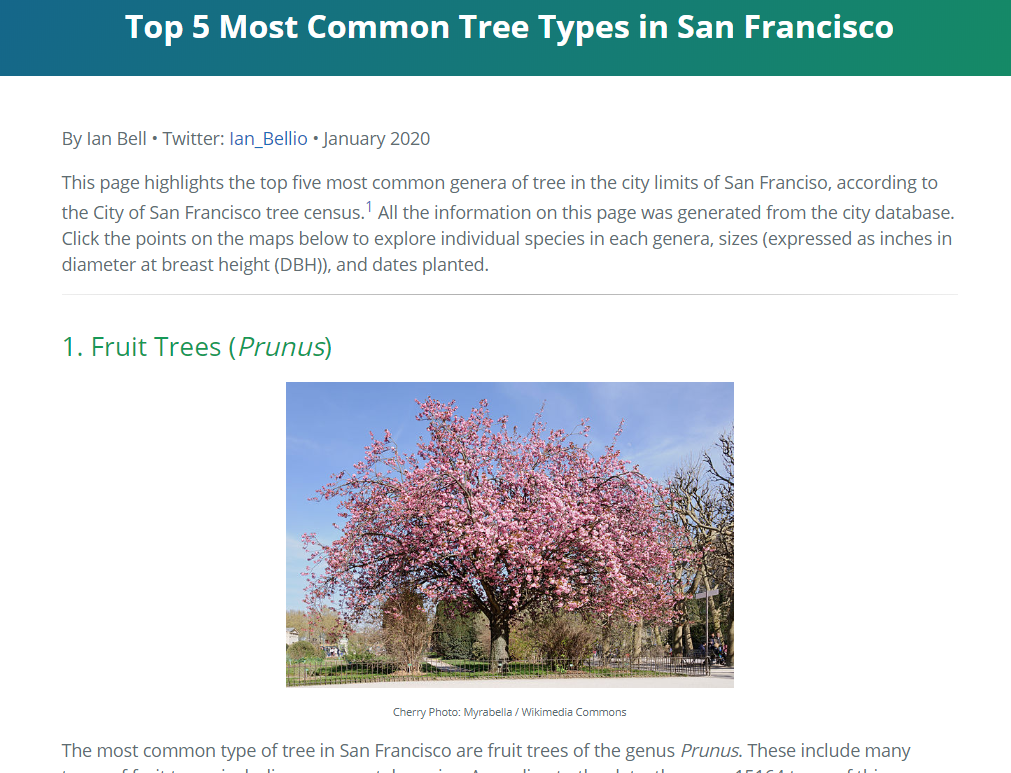 Top 5 Most Common Tree Types in San Francisco
By Ian Bell • Twitter: Ian_Bellio • January 2020
This page highlights the top five most common genera of tree in the city limits of San Franciso, according to
the City of San Francisco tree census.1 All the information on this page was generated from the city database.
Click the points on the maps below to explore individual species in each genera, sizes (expressed as inches in
diameter at breast height (DBH)), and dates planted.
1. Fruit Trees (Prunus)
Cherry Photo: Myrabella / Wikimedia Commons
The most common type of tree in San Francisco are fruit trees of the genus Prunus. These include many